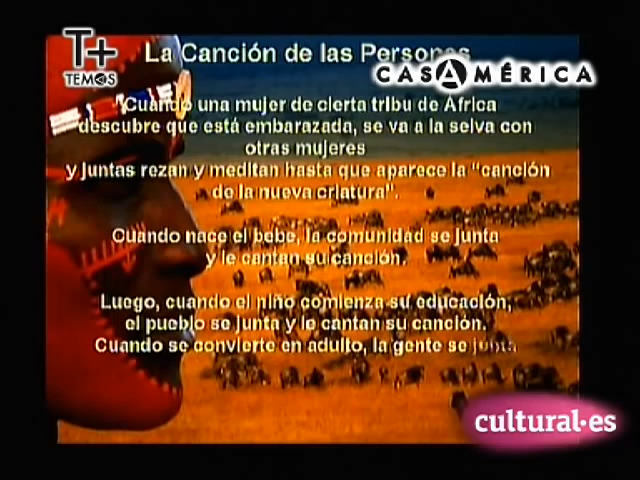 T+
TEMOS
La Canción de las Personas
CASAMÉRICA
"Cuando una mujer de cierta tribu de Africa
descubre que está embarazada, se va a la selva con
otras mujeres
y juntas rezan y meditan hasta que aparece la "canción
de la nueva criatura".
Cuando nace el bebé, la comunidad se junta
y le cantan su canción.
Luego, cuando el niño comienza su educación,
el pueblo se junta y le cantan su canción.
Cuando se convierte en adulto, la gente se junta
cultural·es